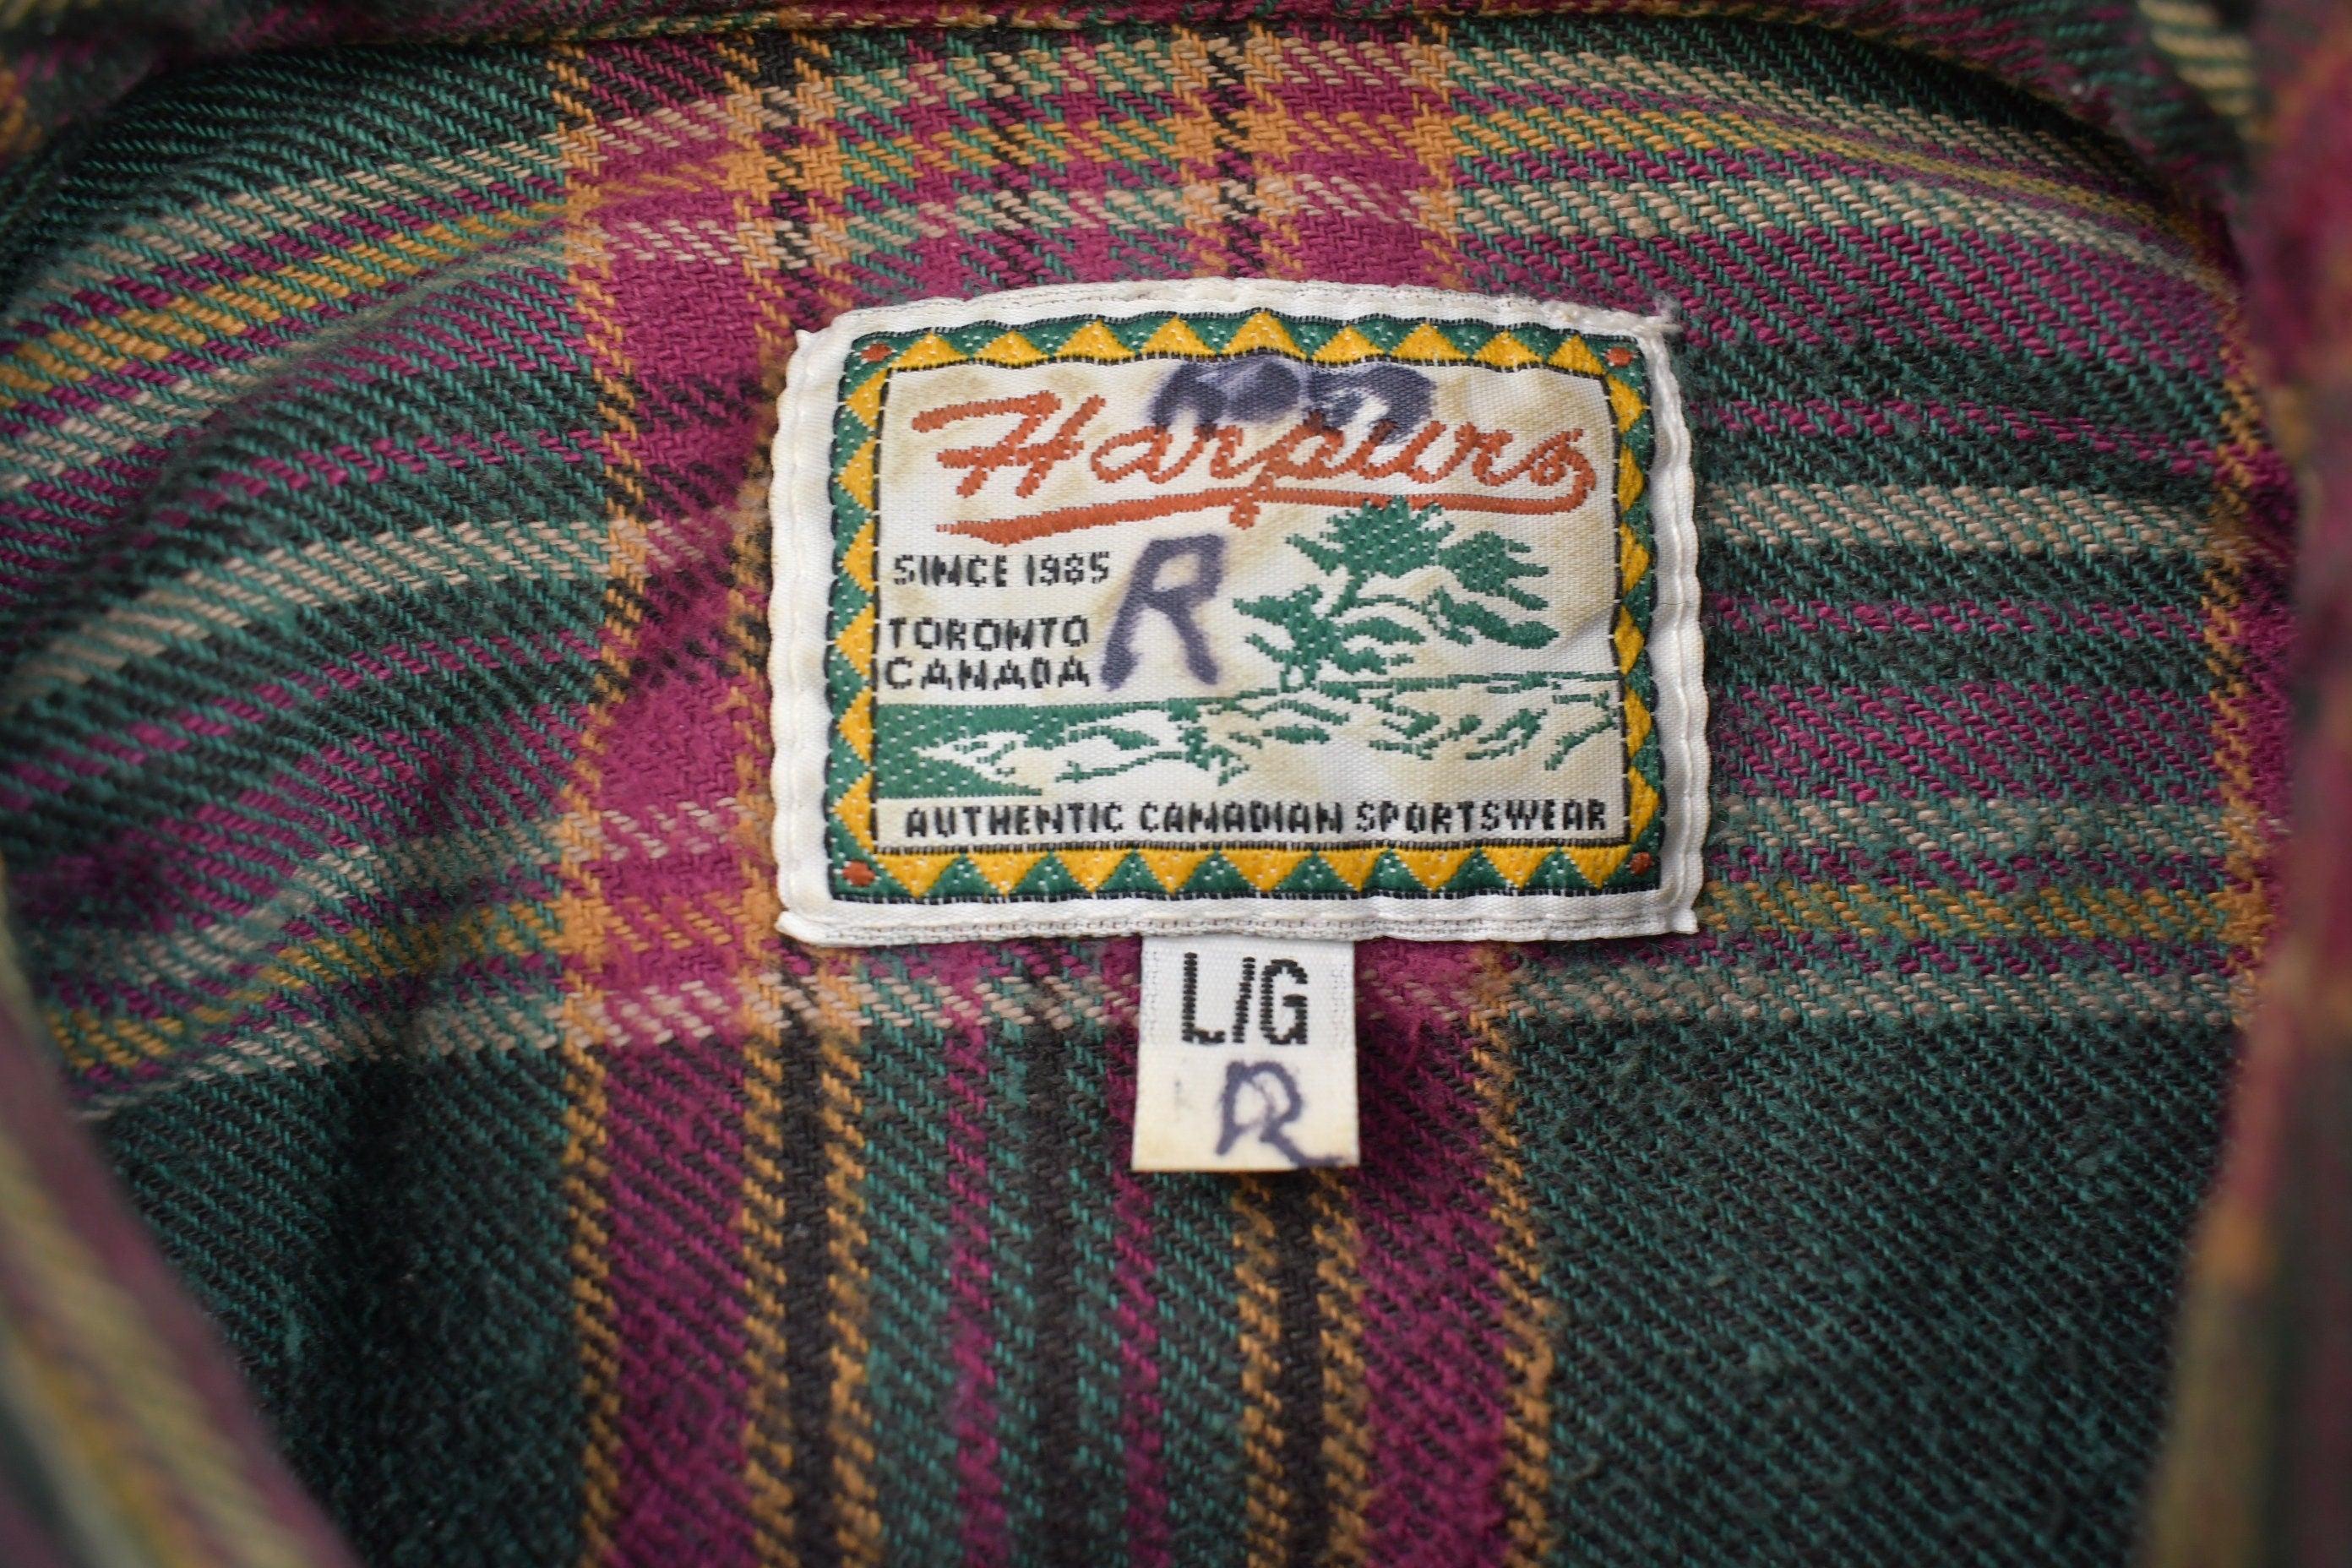 Harpurs
SINCE 1985
R
TORONTO
CANADA
AUTHENTIC CANADIAN SPORTSWEAR
L/G
R